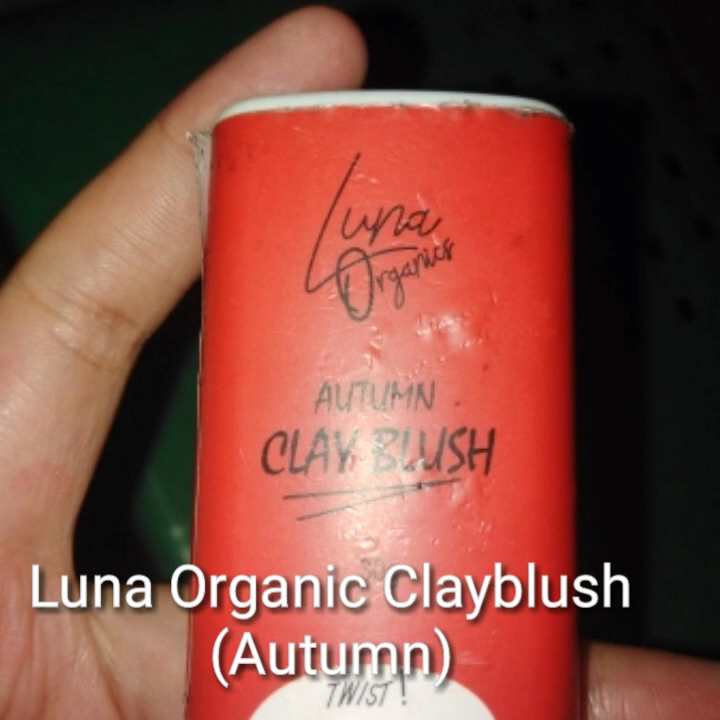 Luna
Organics
AUTUMN
CLAY BLUSH
Luna Organic Clayblush
(Autumn)
TWIST!